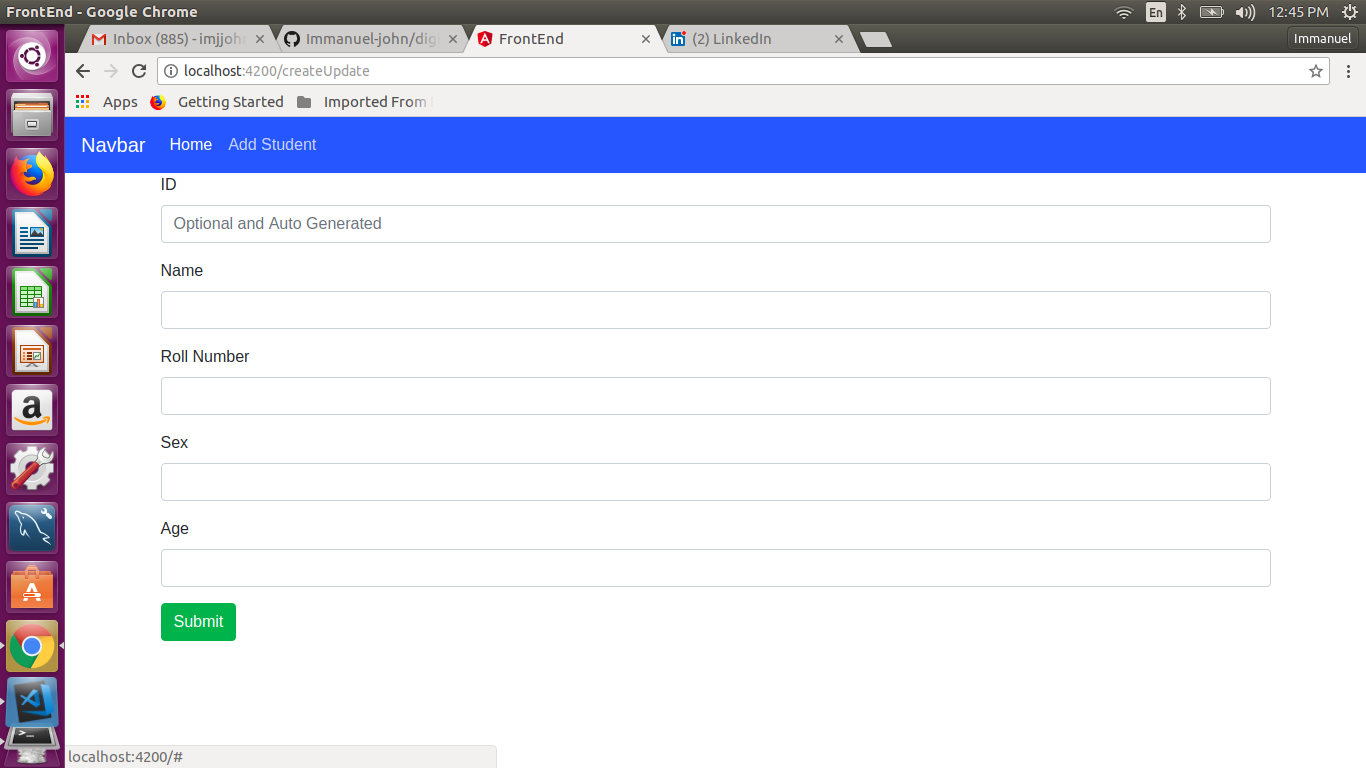 FrontEnd - Google Chrome
En
12:45 PM
Inbox (885) - imjjoh
Immanuel-john/dig
FrontEnd
(2) LinkedIn
Immanuel
localhost:4200/createUpdate
Apps
Getting Started
Imported From
Navbar
Home
Add Student
ID
Optional and Auto Generated
Name
Roll Number
Sex
Age
Submit
localhost:4200/#